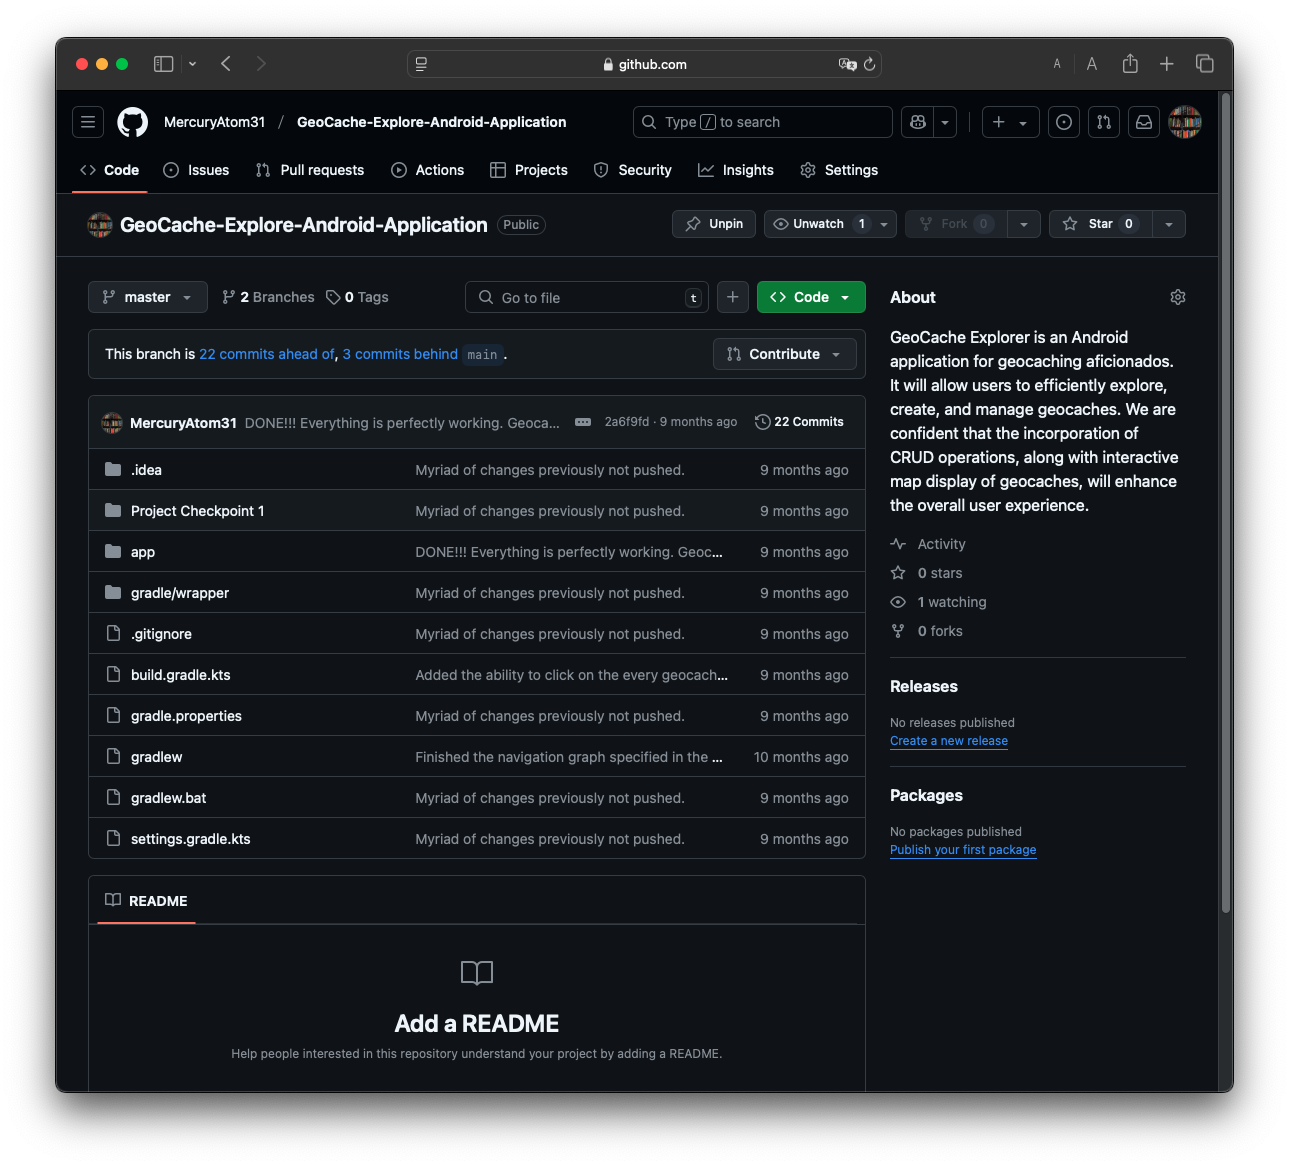 github.com
A A
MercuryAtom31 / GeoCache-Explore-Android-Application
Type / to search
Code Issues Pull requests Actions Projects Security Insights Settings
GeoCache-Explore-Android-Application Public
Unpin Unwatch 1 Fork 0 Star 0
master 2 Branches 0 Tags Go to file t Code
This branch is 22 commits ahead of, 3 commits behind main .
Contribute
MercuryAtom31 DONE!!! Everything is perfectly working. Geoca... 2a6f9fd · 9 months ago 22 Commits
.idea Myriad of changes previously not pushed. 9 months ago
Project Checkpoint 1 Myriad of changes previously not pushed. 9 months ago
app DONE!!! Everything is perfectly working. Geoc... 9 months ago
gradle/wrapper Myriad of changes previously not pushed. 9 months ago
.gitignore Myriad of changes previously not pushed. 9 months ago
build.gradle.kts Added the ability to click on the every geocach... 9 months ago
gradle.properties Myriad of changes previously not pushed. 9 months ago
gradlew Finished the navigation graph specified in the ... 10 months ago
gradlew.bat Myriad of changes previously not pushed. 9 months ago
settings.gradle.kts Myriad of changes previously not pushed. 9 months ago
README
Add a README
Help people interested in this repository understand your project by adding a README.
About
GeoCache Explorer is an Android
application for geocaching aficionados.
It will allow users to efficiently explore,
create, and manage geocaches. We are
confident that the incorporation of
CRUD operations, along with interactive
map display of geocaches, will enhance
the overall user experience.
Activity
0 stars
1 watching
0 forks
Releases
No releases published
Create a new release
Packages
No packages published
Publish your first package